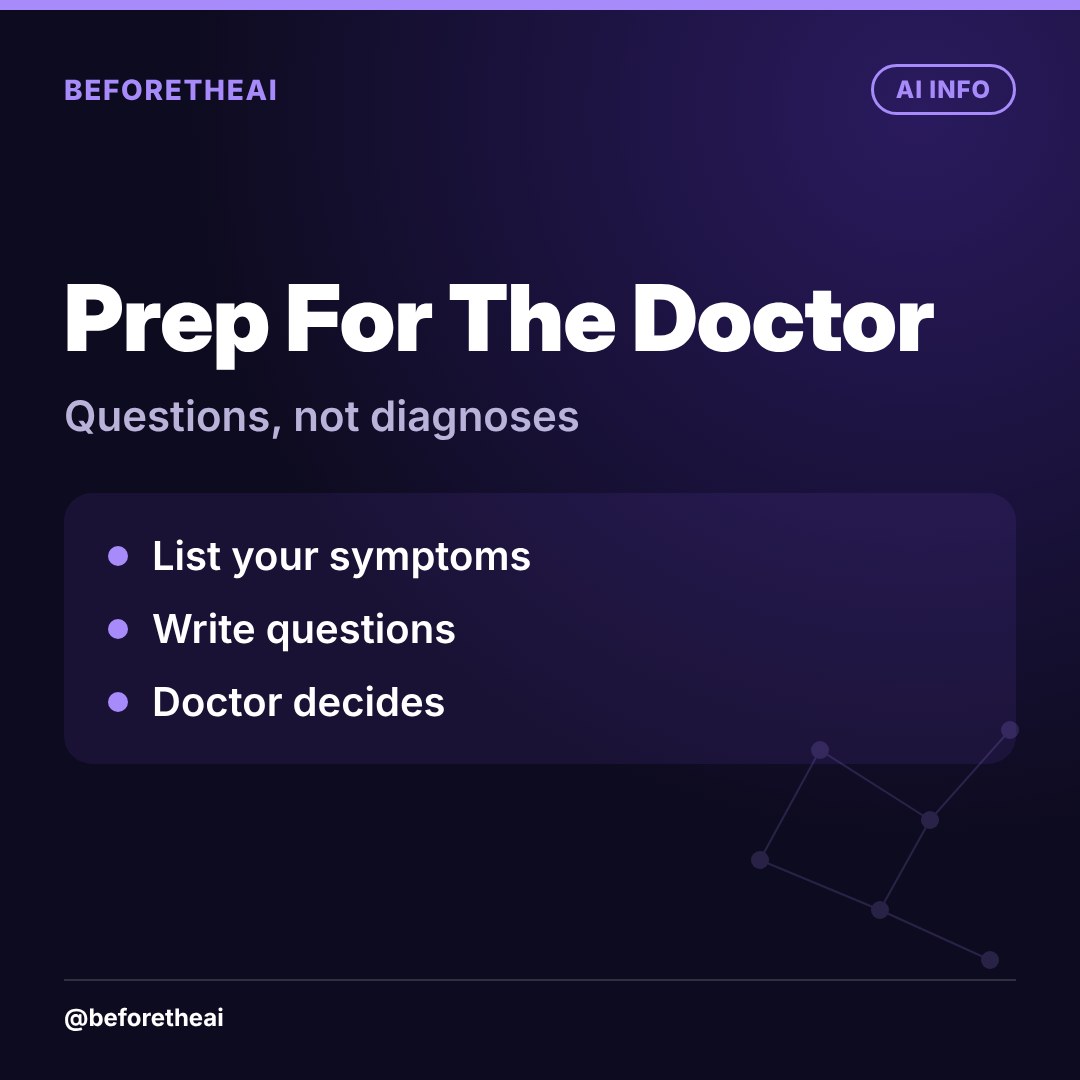 BEFORETHEAI
AI INFO
Prep For The Doctor
Questions, not diagnoses
List your symptoms
Write questions
Doctor decides
@beforetheai